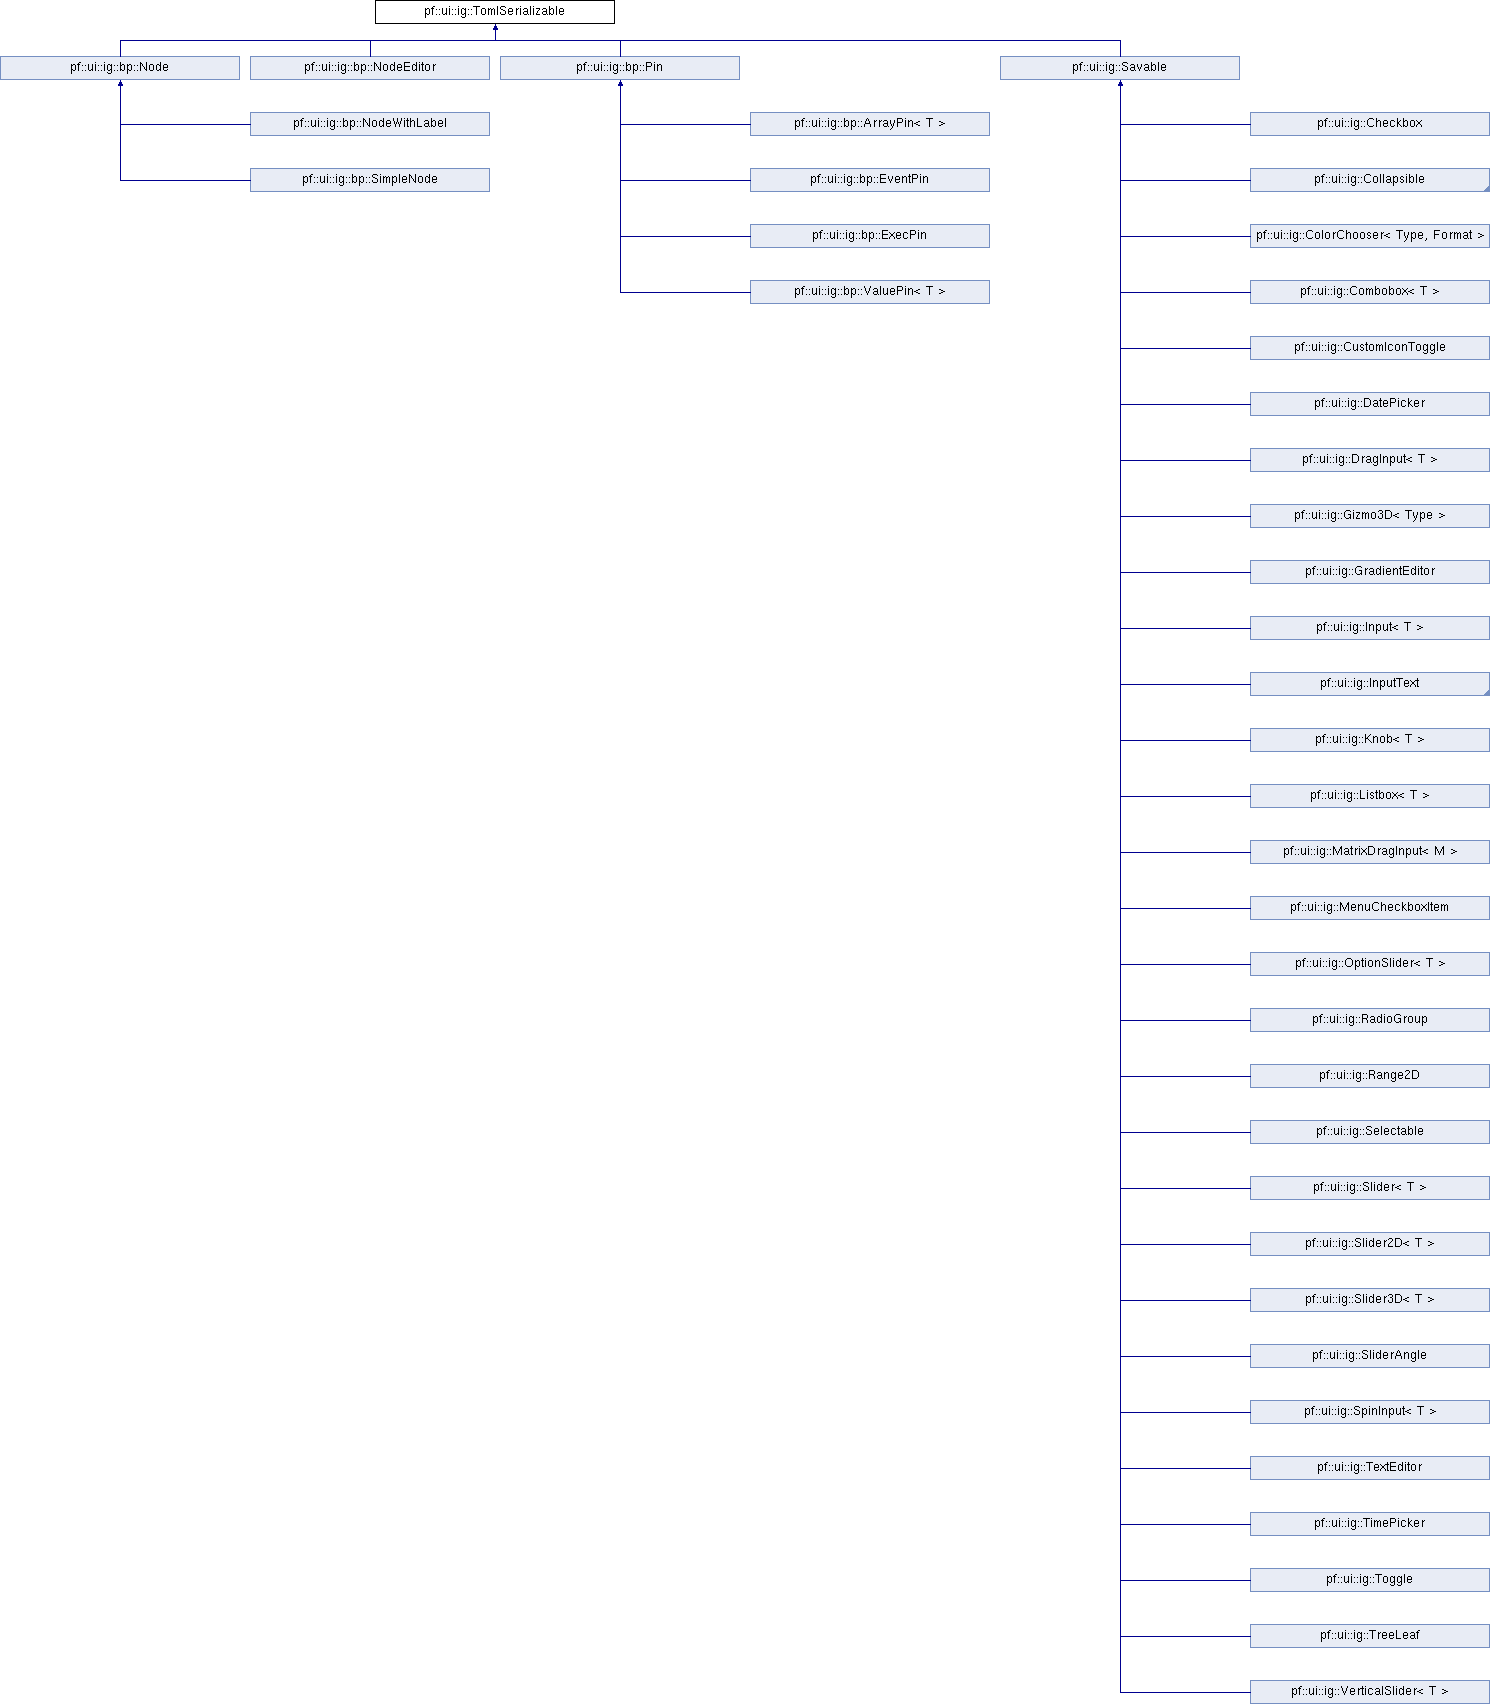 pf::ui::ig::TomlSerializable
pf::ui::ig::bp::Node
pf::ui::ig::bp::NodeEditor
pf::ui::ig::bp::Pin
pf::ui::ig::Savable
pf::ui::ig::bp::NodeWithLabel
pf::ui::ig::bp::ArrayPin< T >
pf::ui::ig::Checkbox
pf::ui::ig::bp::SimpleNode
pf::ui::ig::bp::EventPin
pf::ui::ig::Collapsible
pf::ui::ig::bp::ExecPin
pf::ui::ig::ColorChooser< Type, Format >
pf::ui::ig::bp::ValuePin< T >
pf::ui::ig::Combobox< T >
pf::ui::ig::CustomIconToggle
pf::ui::ig::DatePicker
pf::ui::ig::DragInput< T >
pf::ui::ig::Gizmo3D< Type >
pf::ui::ig::GradientEditor
pf::ui::ig::Input< T >
pf::ui::ig::InputText
pf::ui::ig::Knob< T >
pf::ui::ig::Listbox< T >
pf::ui::ig::MatrixDragInput< M >
pf::ui::ig::MenuCheckboxItem
pf::ui::ig::OptionSlider< T >
pf::ui::ig::RadioGroup
pf::ui::ig::Range2D
pf::ui::ig::Selectable
pf::ui::ig::Slider< T >
pf::ui::ig::Slider2D< T >
pf::ui::ig::Slider3D< T >
pf::ui::ig::SliderAngle
pf::ui::ig::SpinInput< T >
pf::ui::ig::TextEditor
pf::ui::ig::TimePicker
pf::ui::ig::Toggle
pf::ui::ig::TreeLeaf
pf::ui::ig::VerticalSlider< T >